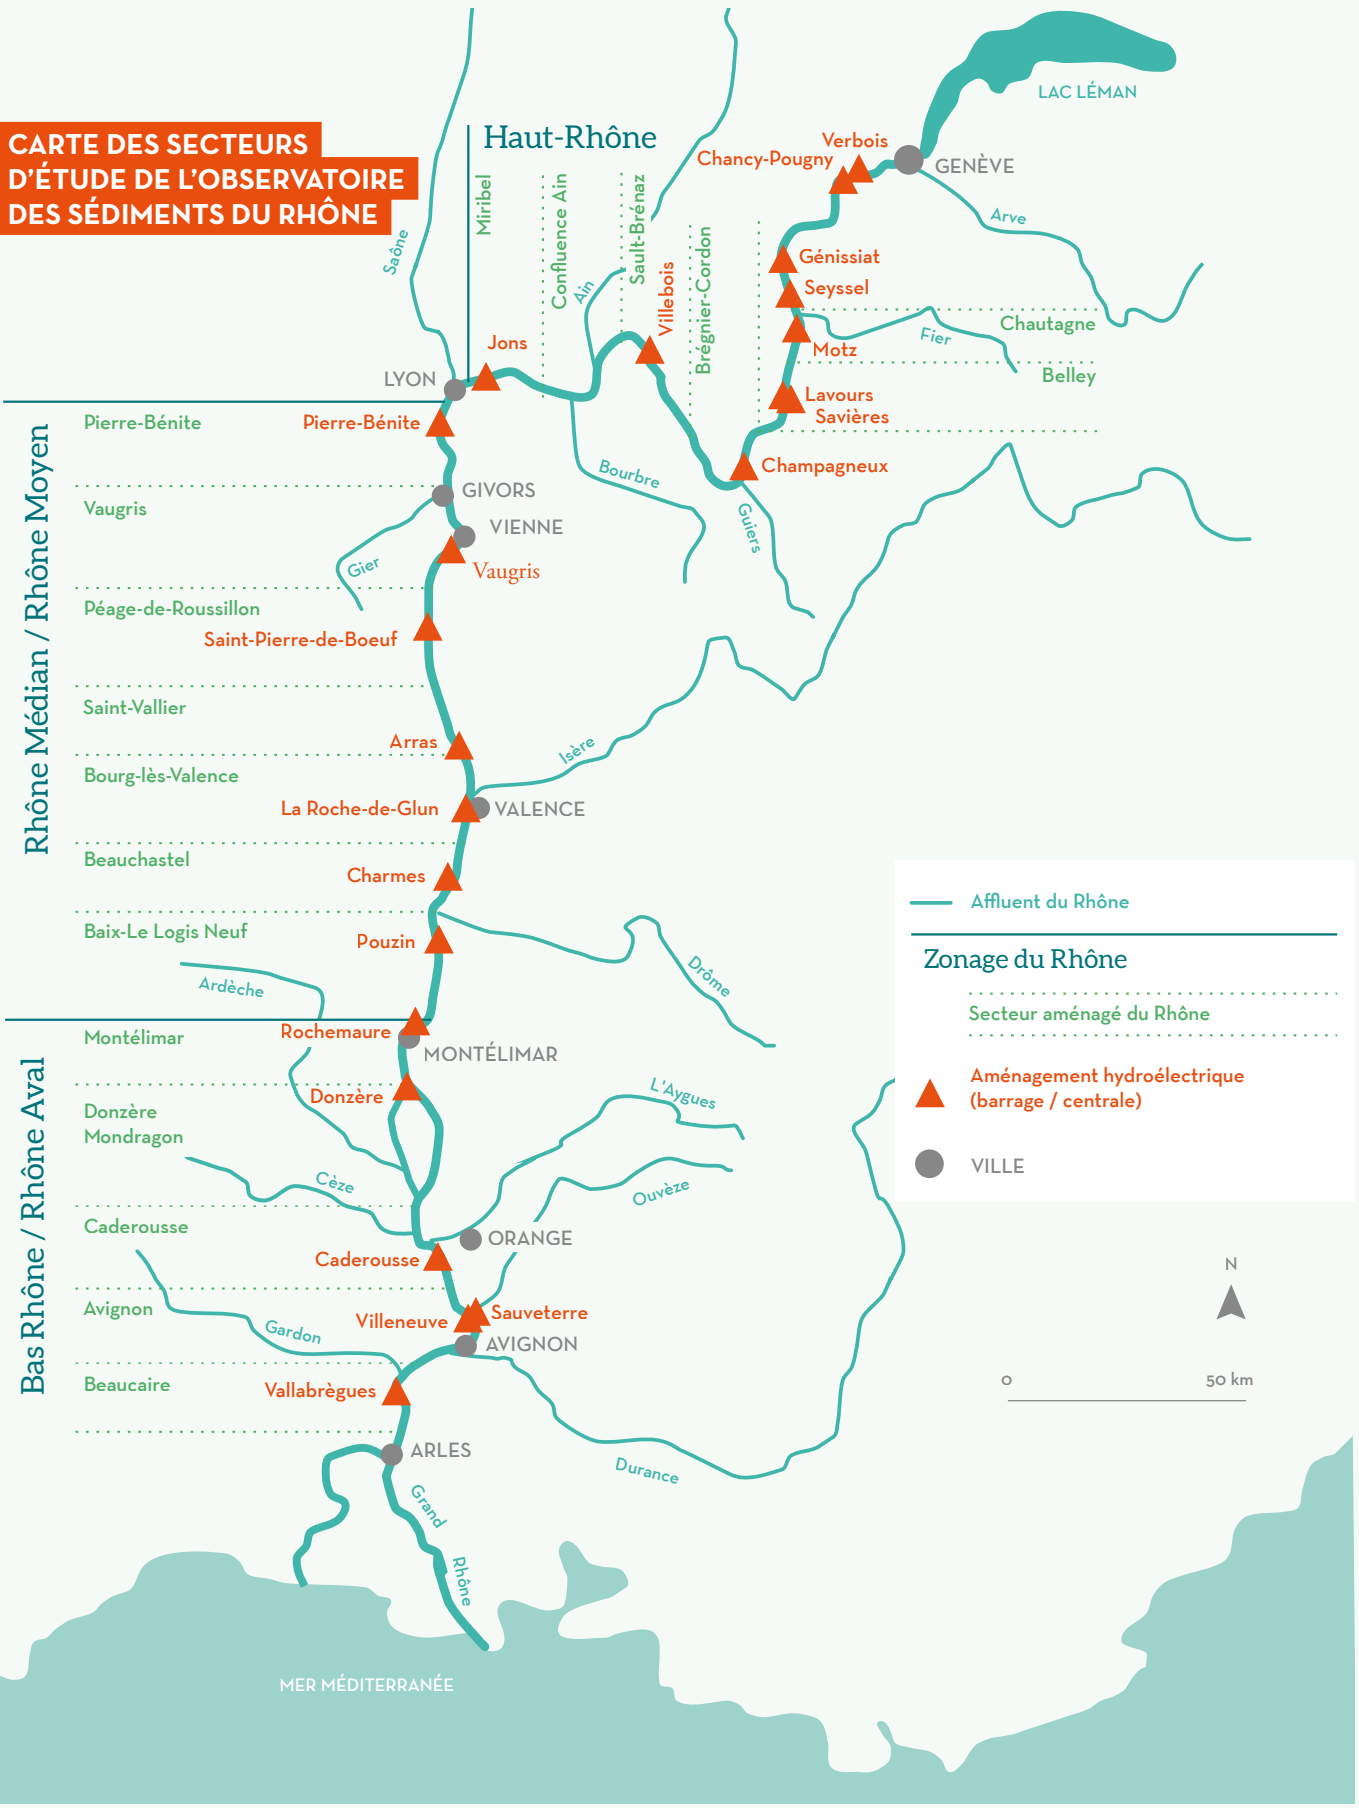 CARTE DES SECTEURS
D'ÉTUDE DE L'OBSERVATOIRE
DES SÉDIMENTS DU RHÔNE
Haut-Rhône
Miribel
Confluence Ain
Sault-Brénaz
Brégnier-Cordon
Saône
Ain
Villebois
Jons
LYON
LAC LÉMAN
Verbois
Chancy-Pougny
GENÈVE
Arve
Génissiat
Seyssel
Chautagne
Fier
Motz
Belley
Lavours
Savières
Champagneux
Bourbre
Guiers
Rhône Médian / Rhône Moyen
Pierre-Bénite
Pierre-Bénite
GIVORS
Vaugris
VIENNE
Gier
Vaugris
Péage-de-Roussillon
Saint-Pierre-de-Boeuf
Saint-Vallier
Arras
Isère
Bourg-lès-Valence
La Roche-de-Glun
VALENCE
Beauchastel
Charmes
Baix-Le Logis Neuf
Pouzin
Drôme
Ardèche
Bas Rhône / Rhône Aval
Montélimar
Rochemaure
MONTÉLIMAR
Donzère
L'Aygues
Donzère
Mondragon
Cèze
Ouvèze
Caderousse
ORANGE
Caderousse
Avignon
Villeneuve
Sauveterre
Gardon
AVIGNON
Beaucaire
Vallabrègues
ARLES
Durance
Grand
Rhône
MER MÉDITERRANÉE
Affluent du Rhône
Zonage du Rhône
Secteur aménagé du Rhône
Aménagement hydroélectrique
(barrage / centrale)
VILLE
N
0 50 km